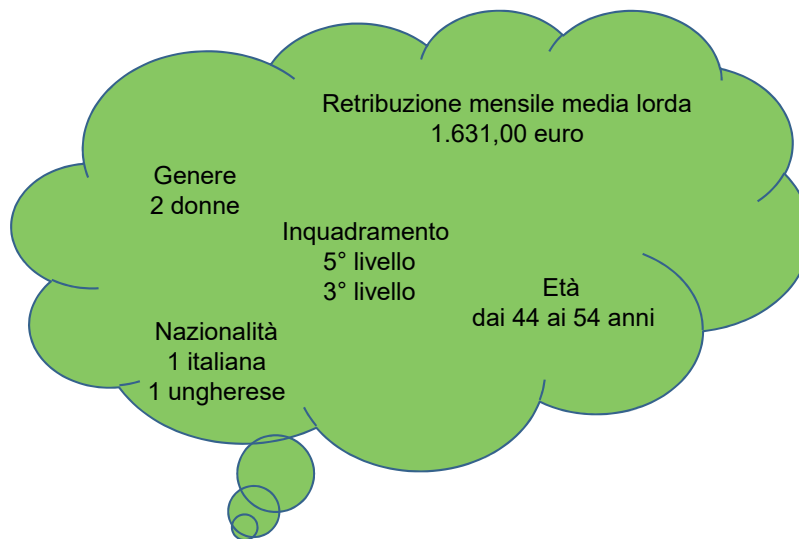 Retribuzione mensile media lorda
1.631,00 euro
Genere
2 donne
Inquadramento
5° livello
3° livello
Età
dai 44 ai 54 anni
Nazionalità
1 italiana
1 ungherese